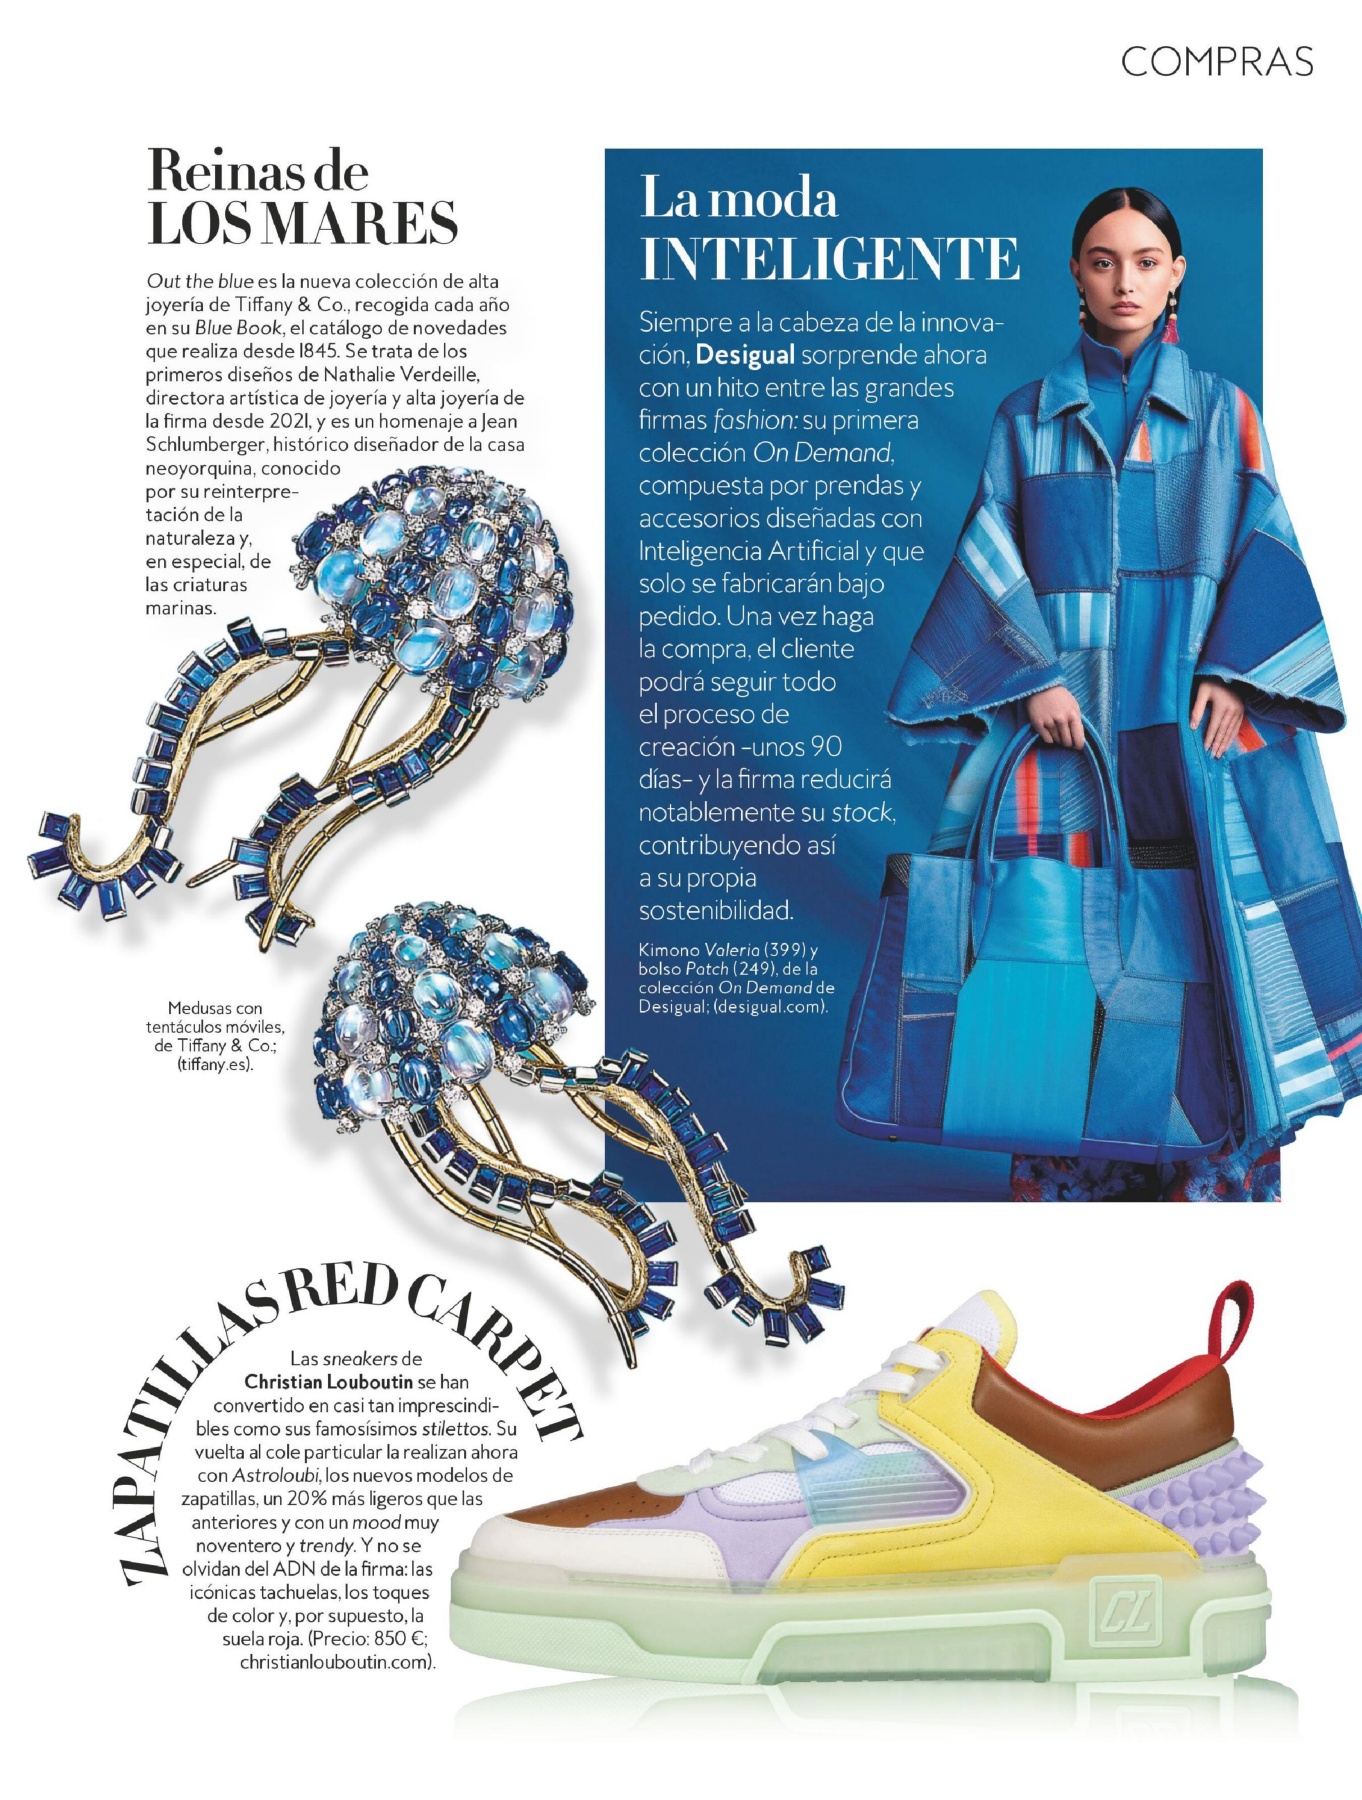 COMPRAS
Reinas de
LOS MARES
Out the blue es la nueva colección de alta
joyería de Tiffany & Co., recogida cada año
en su Blue Book, el catálogo de novedades
que realiza desde 1845. Se trata de los
primeros diseños de Nathalie Verdeille,
directora artística de joyería y alta joyería de
la firma desde 2021, y es un homenaje a Jean
Schlumberger, histórico diseñador de la casa
neoyorquina, conocido
por su reinterpre-
tación de la
naturaleza y,
en especial, de
las criaturas
marinas.
Medusas con
tentáculos móviles,
de Tiffany & Co.;
(tiffany.es).
La moda
INTELIGENTE
Siempre a la cabeza de la innova-
ción, Desigual sorprende ahora
con un hito entre las grandes
firmas fashion: su primera
colección On Demand,
compuesta por prendas y
accesorios diseñadas con
Inteligencia Artificial y que
solo se fabricarán bajo
pedido. Una vez haga
la compra, el cliente
podrá seguir todo
el proceso de
creación -unos 90
días- y la firma reducirá
notablemente su stock,
contribuyendo así
a su propia
sostenibilidad.
Kimono Valeria (399) y
bolso Patch (249), de la
colección On Demand de
Desigual; (desigual.com).
ZAPATILLAS RED CARPET
Las sneakers de
Christian Louboutin se han
convertido en casi tan imprescindi-
bles como sus famosísimos stilettos. Su
vuelta al cole particular la realizan ahora
con Astroloubi, los nuevos modelos de
zapatillas, un 20% más ligeros que las
anteriores y con un mood muy
noventero y trendy. Y no se
olvidan del ADN de la firma: las
icónicas tachuelas, los toques
de color y, por supuesto, la
suela roja. (Precio: 850 €;
christianlouboutin.com).
CL